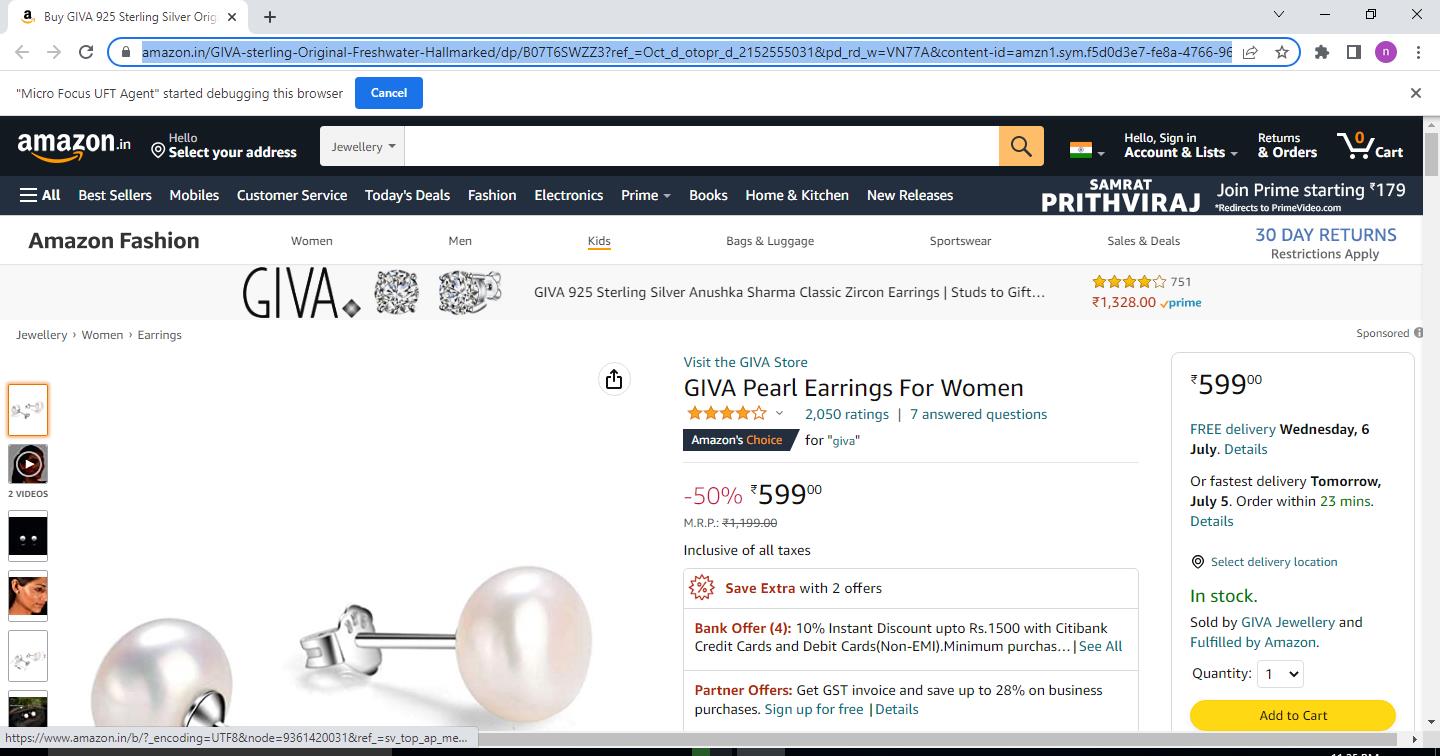 Buy GIVA 925 Sterling Silver Orig
amazon.in/GIVA-sterling-Original-Freshwater-Hallmarked/dp/B07T6SWZZ3?ref_=Oct_d_otopr_d_2152555031&pd_rd_w=VN77A&content-id=amzn1.sym.f5d0d3e7-fe8a-4766-96
n
"Micro Focus UFT Agent" started debugging this browser Cancel
amazon.in
Hello
Select your address
Jewellery
Hello, Sign in
Account & Lists
Returns
& Orders
0
Cart
All Best Sellers Mobiles Customer Service Today's Deals Fashion Electronics Prime Books Home & Kitchen New Releases
SAMRAT
PRITHVIRAJ
Join Prime starting ₹179
*Redirects to PrimeVideo.com
Amazon Fashion Women Men Kids Bags & Luggage Sportswear Sales & Deals
30 DAY RETURNS
Restrictions Apply
GIVA
GIVA 925 Sterling Silver Anushka Sharma Classic Zircon Earrings | Studs to Gift...
751
₹1,328.00 prime
Jewellery › Women › Earrings
Sponsored
2 VIDEOS
Visit the GIVA Store
GIVA Pearl Earrings For Women
2,050 ratings | 7 answered questions
Amazon's Choice for "giva"
-50% ₹59900
M.R.P.: ₹1,199.00
Inclusive of all taxes
Save Extra with 2 offers
Bank Offer (4): 10% Instant Discount upto Rs.1500 with Citibank
Credit Cards and Debit Cards(Non-EMI).Minimum purchas... | See All
Partner Offers: Get GST invoice and save up to 28% on business
purchases. Sign up for free | Details
₹59900
FREE delivery Wednesday, 6
July. Details
Or fastest delivery Tomorrow,
July 5. Order within 23 mins.
Details
Select delivery location
In stock.
Sold by GIVA Jewellery and
Fulfilled by Amazon.
Quantity: 1
Add to Cart
https://www.amazon.in/b/?_encoding=UTF8&node=9361420031&ref_=sv_top_ap_me...